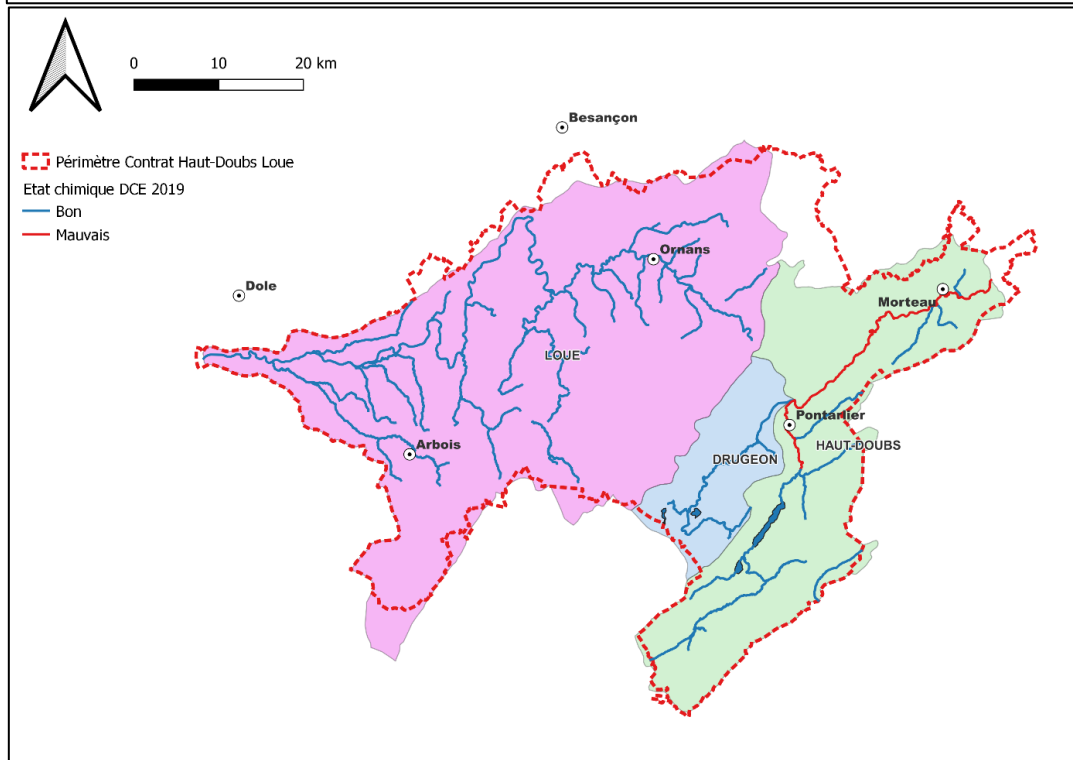 0 10 20 km
Besançon
Périmètre Contrat Haut-Doubs Loue
Etat chimique DCE 2019
Bon
Mauvais
Ornans
Dole
Morteau
LOUE
Pontarlier
Arbois
DRUGEON
HAUT-DOUBS